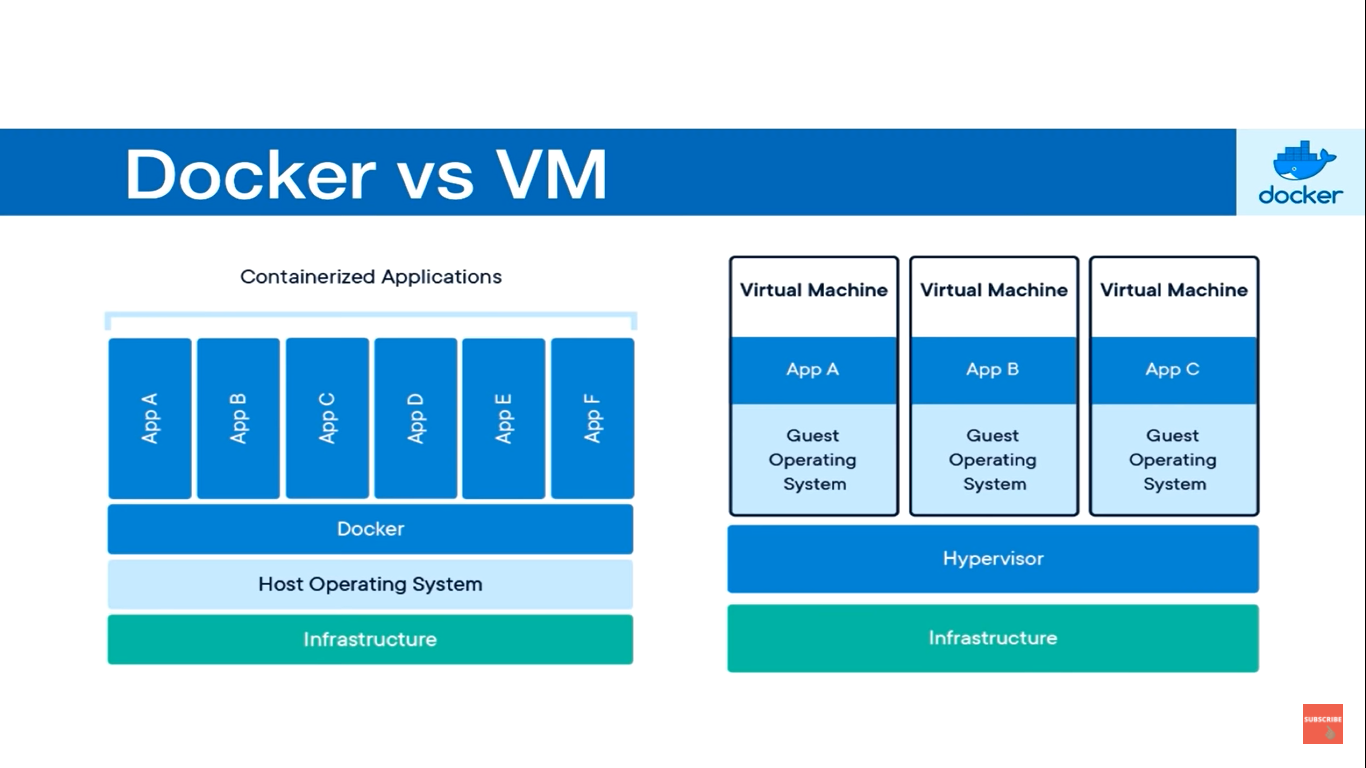 Docker vs VM
docker
Containerized Applications
App A
App B
App C
App D
App E
App F
Docker
Host Operating System
Infrastructure
Virtual Machine
App A
Guest
Operating
System
Virtual Machine
App B
Guest
Operating
System
Virtual Machine
App C
Guest
Operating
System
Hypervisor
Infrastructure
SUBSCRIBE